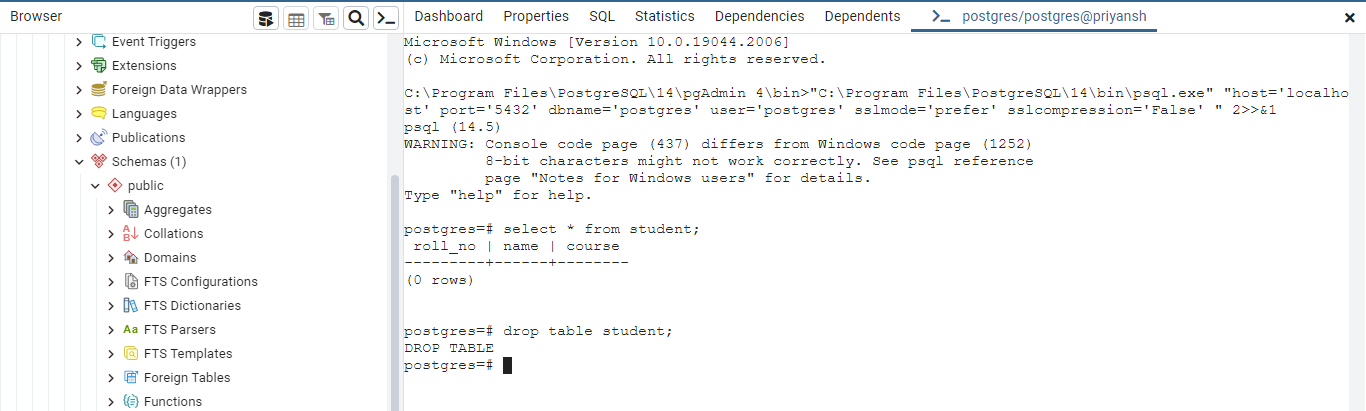 Browser
Dashboard Properties SQL Statistics Dependencies Dependents postgres/postgres@priyansh
Event Triggers
Extensions
Foreign Data Wrappers
Languages
Publications
Schemas (1)
public
Aggregates
Collations
Domains
FTS Configurations
FTS Dictionaries
Aa FTS Parsers
FTS Templates
Foreign Tables
Functions
Microsoft Windows [Version 10.0.19044.2006]
(c) Microsoft Corporation. All rights reserved.
C:\Program Files\PostgreSQL\14\pgAdmin 4\bin>"C:\Program Files\PostgreSQL\14\bin\psql.exe" "host='localho
st' port='5432' dbname='postgres' user='postgres' sslmode='prefer' sslcompression='False' " 2>>&1
psql (14.5)
WARNING: Console code page (437) differs from Windows code page (1252)
8-bit characters might not work correctly. See psql reference
page "Notes for Windows users" for details.
Type "help" for help.
postgres=# select * from student;
roll_no | name | course
---------+------+--------
(0 rows)
postgres=# drop table student;
DROP TABLE
postgres=#